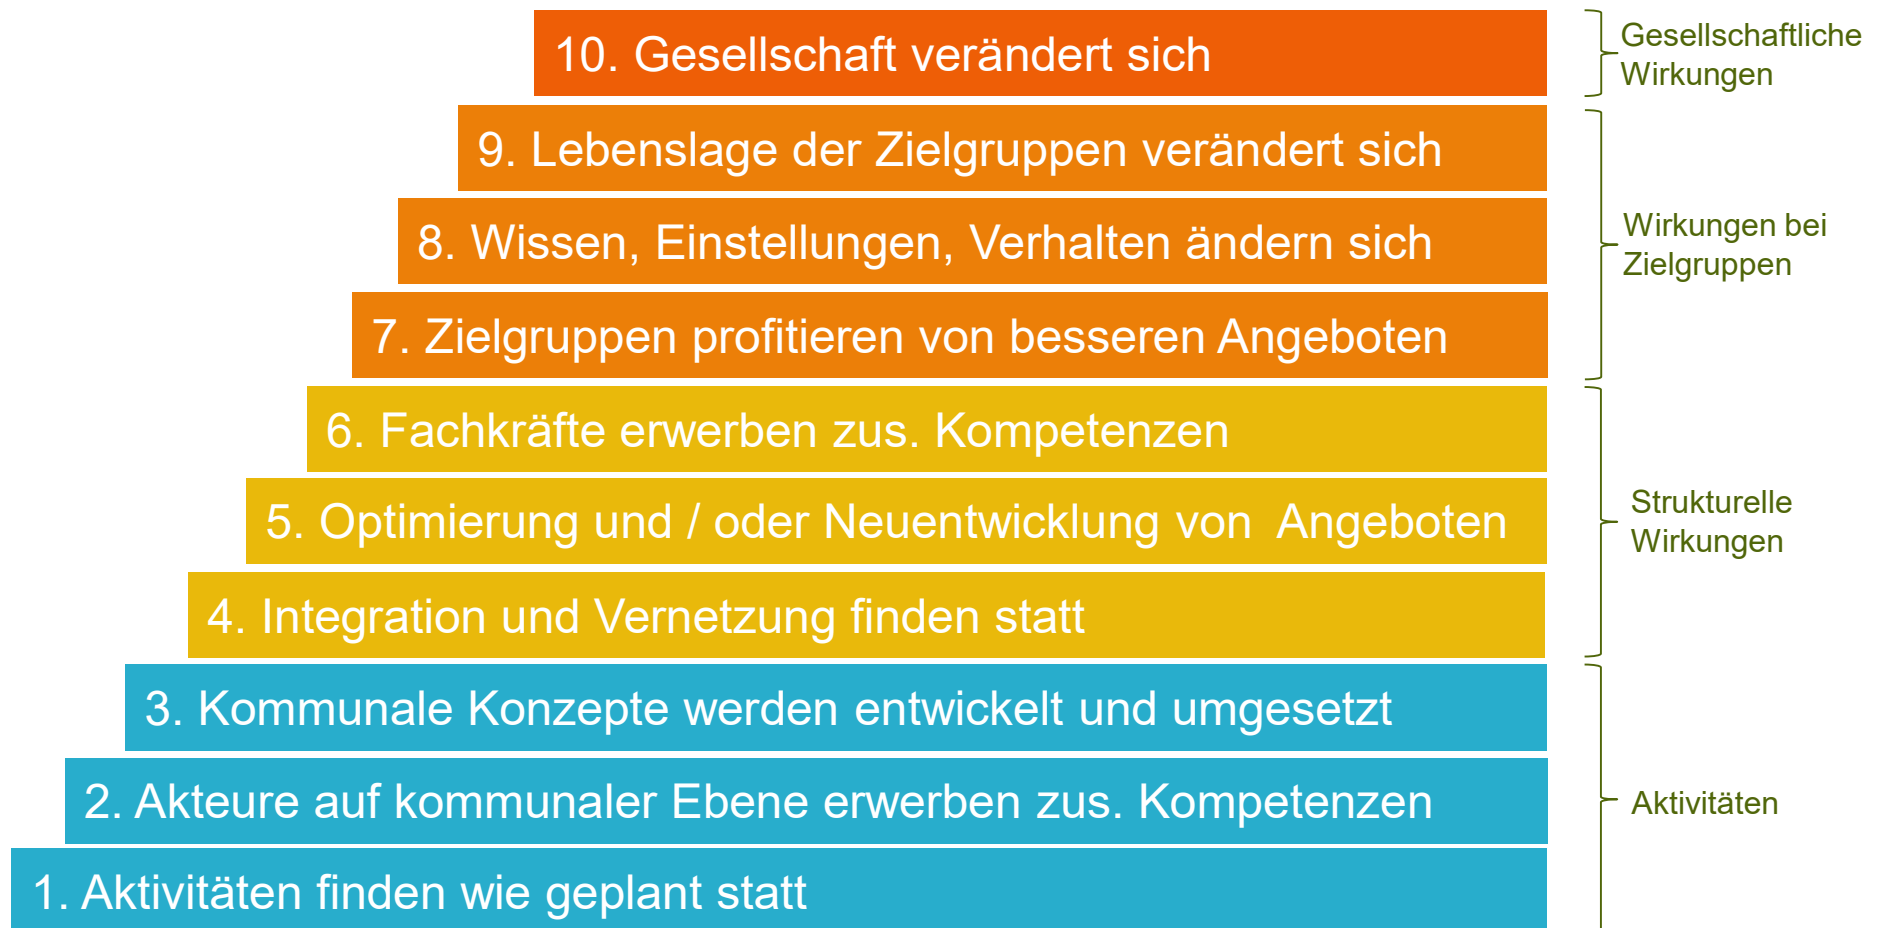 10. Gesellschaft verändert sich
Gesellschaftliche
Wirkungen
9. Lebenslage der Zielgruppen verändert sich
8. Wissen, Einstellungen, Verhalten ändern sich
7. Zielgruppen profitieren von besseren Angeboten
Wirkungen bei
Zielgruppen
6. Fachkräfte erwerben zus. Kompetenzen
5. Optimierung und / oder Neuentwicklung von  Angeboten
4. Integration und Vernetzung finden statt
Strukturelle
Wirkungen
3. Kommunale Konzepte werden entwickelt und umgesetzt
2. Akteure auf kommunaler Ebene erwerben zus. Kompetenzen
1. Aktivitäten finden wie geplant statt
Aktivitäten